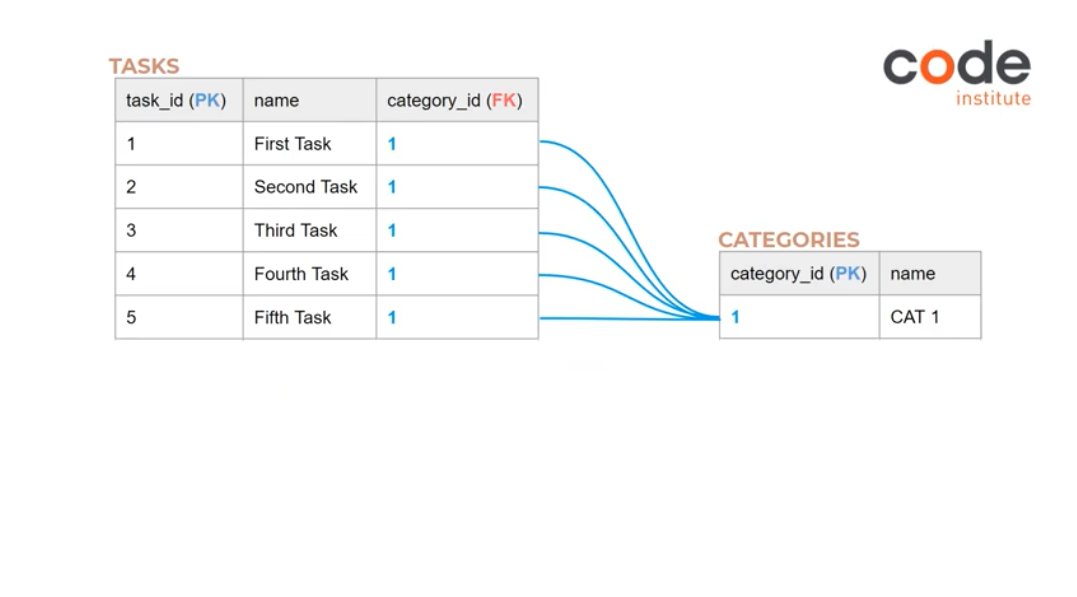 code
institute
TASKS
task_id (PK) name category_id (FK)
1 First Task 1
2 Second Task 1
3 Third Task 1
4 Fourth Task 1
5 Fifth Task 1
CATEGORIES
category_id (PK) name
1 CAT 1